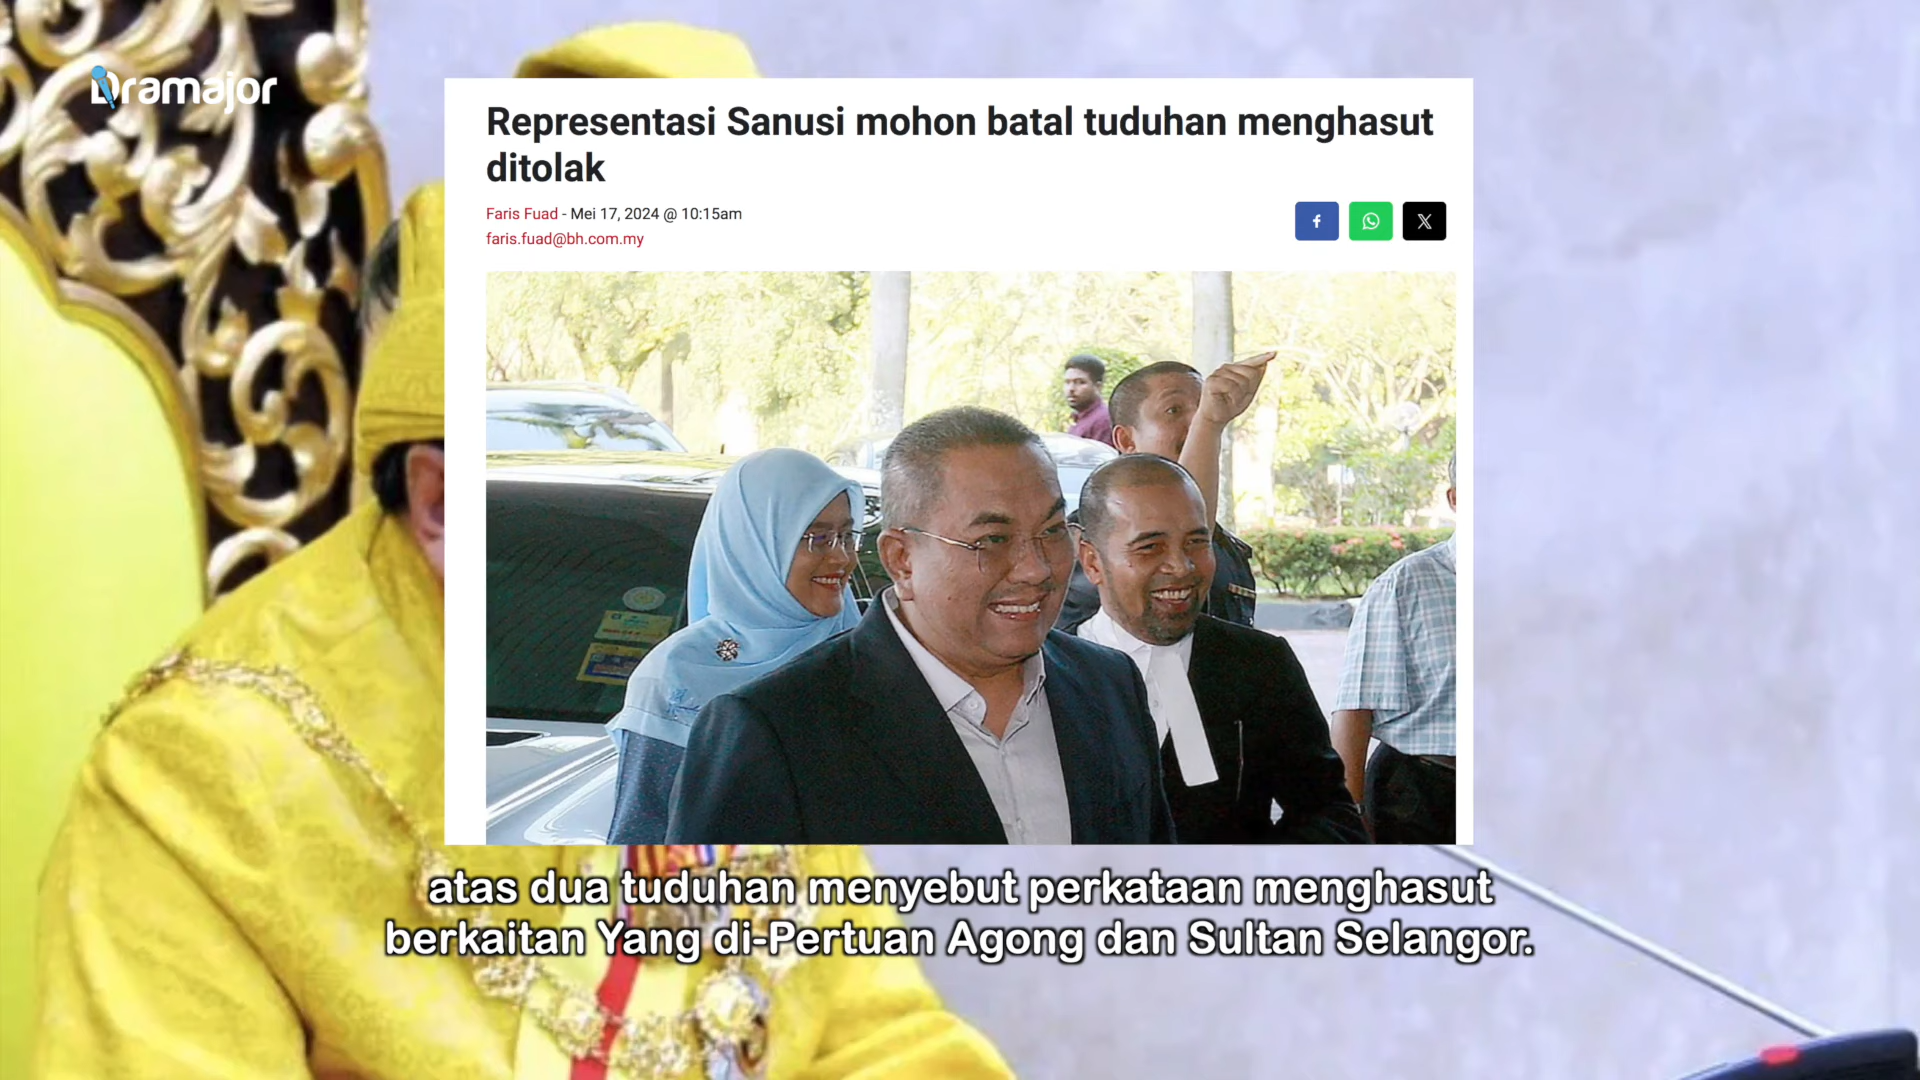 Dramajor
Representasi Sanusi mohon batal tuduhan menghasut
ditolak
Faris Fuad - Mei 17, 2024 @ 10:15am
faris.fuad@bh.com.my
atas dua tuduhan menyebut perkataan menghasut
berkaitan Yang di-Pertuan Agong dan Sultan Selangor.